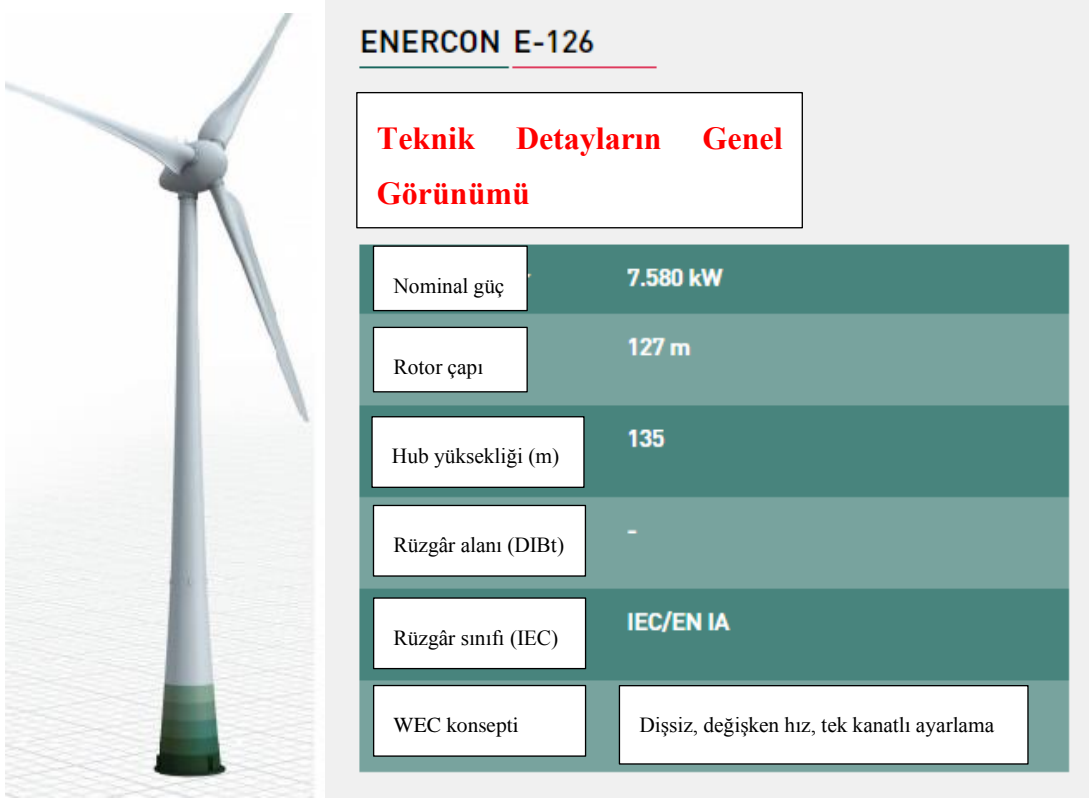 ENERCON E-126
Teknik Detayların Genel
Görünümü
Nominal güç 7.580 kW
Rotor çapı 127 m
Hub yüksekliği (m) 135
Rüzgâr alanı (DIBt) -
Rüzgâr sınıfı (IEC) IEC/EN IA
WEC konsepti Dişsiz, değişken hız, tek kanatlı ayarlama